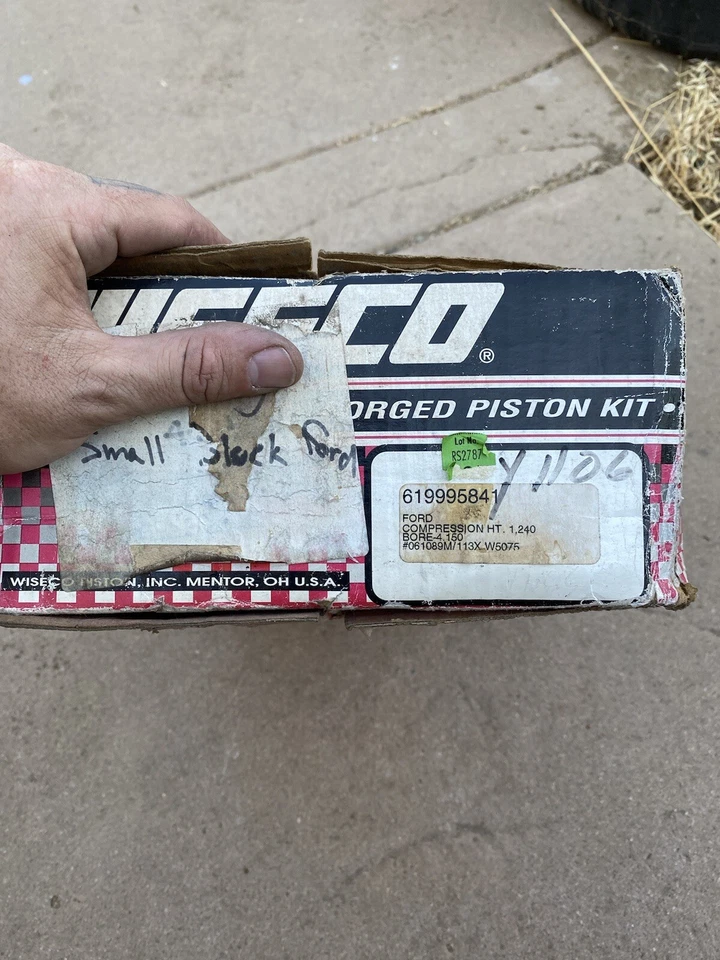 WISECO®
ORGED PISTON KIT •
Small Block Ford
Lot No.
RS2787
Y1106
619995841
FORD
COMPRESSION HT. 1,240
BORE-4.150
#061089M/113X W5075
WISECO PISTON, INC. MENTOR, OH U.S.A.